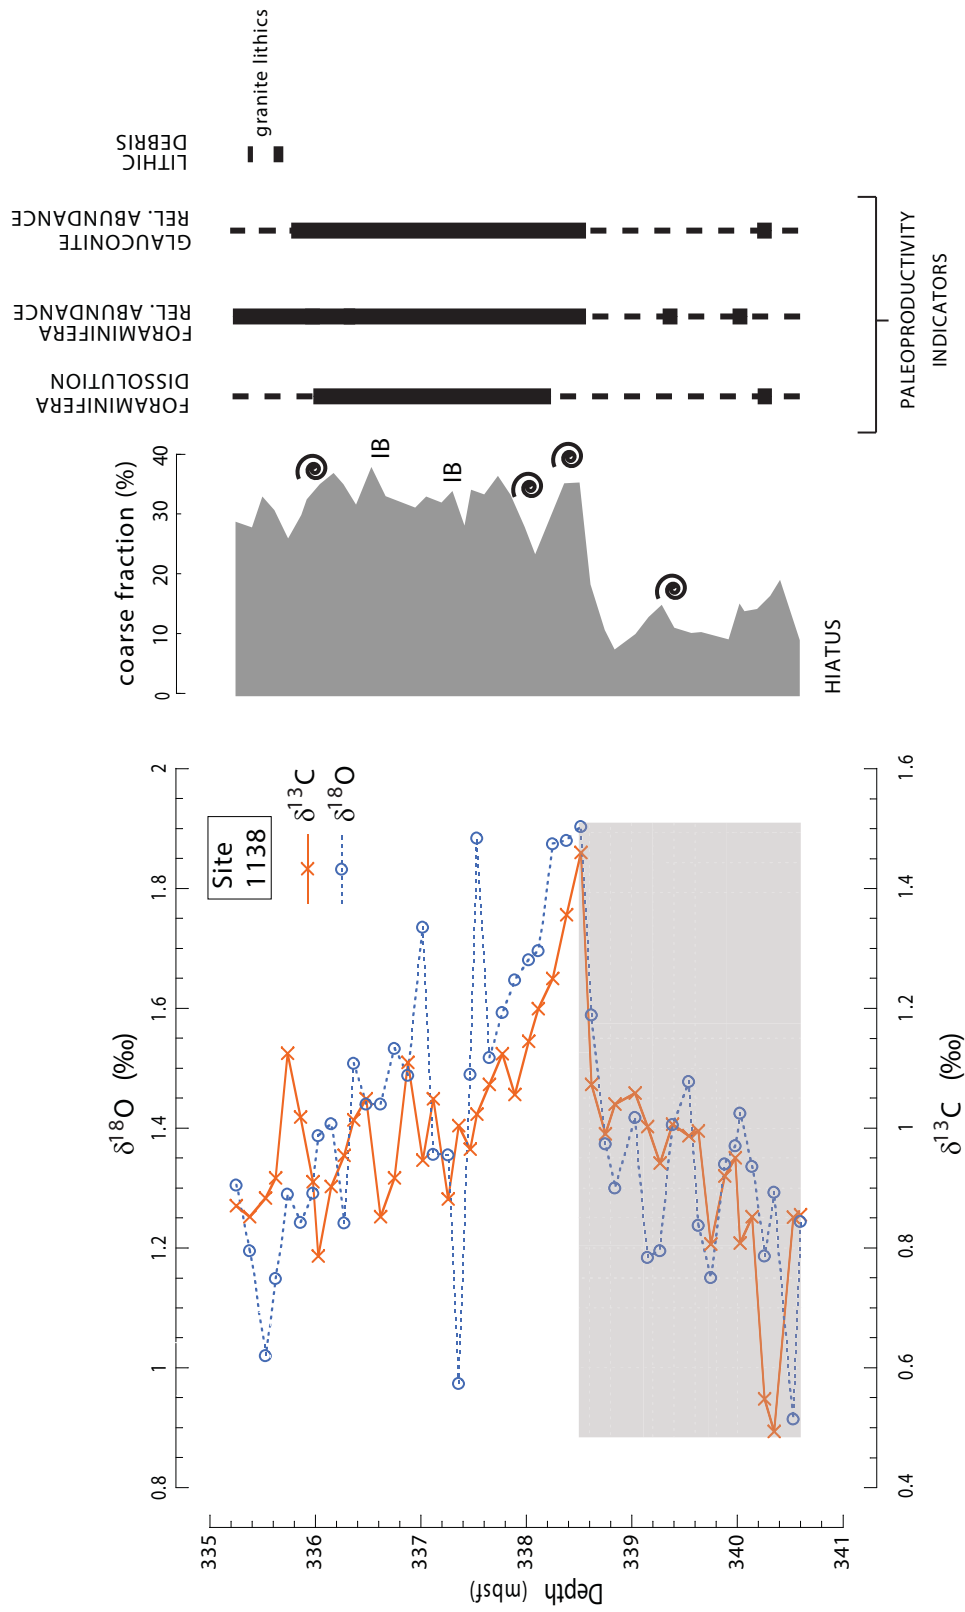 LITHIC
DEBRIS
granite lithics
GLAUCONITE
REL. ABUNDANCE
FORAMINIFERA
REL. ABUNDANCE
FORAMINIFERA
DISSOLUTION
PALEOPRODUCTIVITY
INDICATORS
coarse fraction (%)
0
10
20
30
40
IB
IB
HIATUS
δ18O (‰)
0.8
1
1.2
1.4
1.6
1.8
2
Site
1138
δ13C
δ18O
δ13C (‰)
0.4
0.6
0.8
1
1.2
1.4
1.6
Depth (mbsf)
335
336
337
338
339
340
341